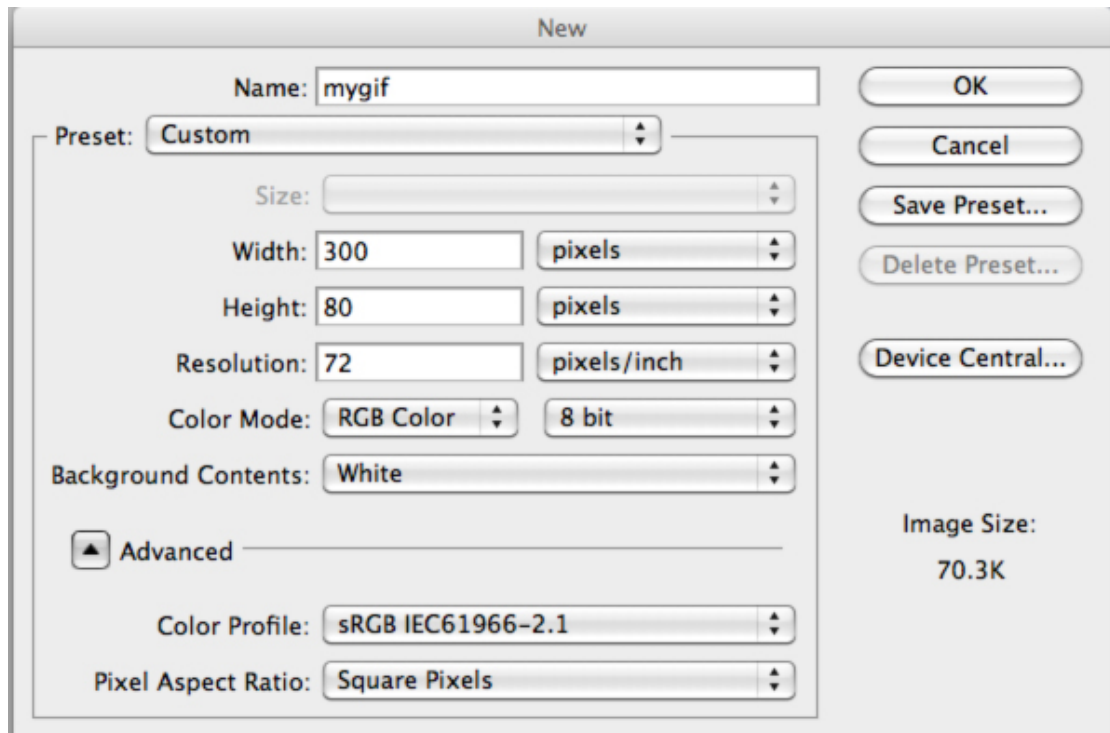 New
Name: mygif
OK
Preset: Custom
Cancel
Size:
Save Preset...
Width: 300 pixels
Delete Preset...
Height: 80 pixels
Resolution: 72 pixels/inch
Device Central...
Color Mode: RGB Color 8 bit
Background Contents: White
Image Size:
Advanced
70.3K
Color Profile: sRGB IEC61966-2.1
Pixel Aspect Ratio: Square Pixels